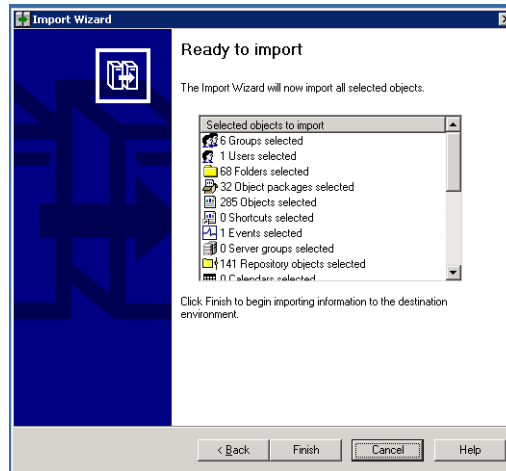 Import Wizard
Ready to import
The Import Wizard will now import all selected objects.
Selected objects to import
6 Groups selected
1 Users selected
68 Folders selected
32 Object packages selected
285 Objects selected
0 Shortcuts selected
1 Events selected
0 Server groups selected
141 Repository objects selected
0 Calendars selected
Click Finish to begin importing information to the destination
environment.
< Back Finish Cancel Help